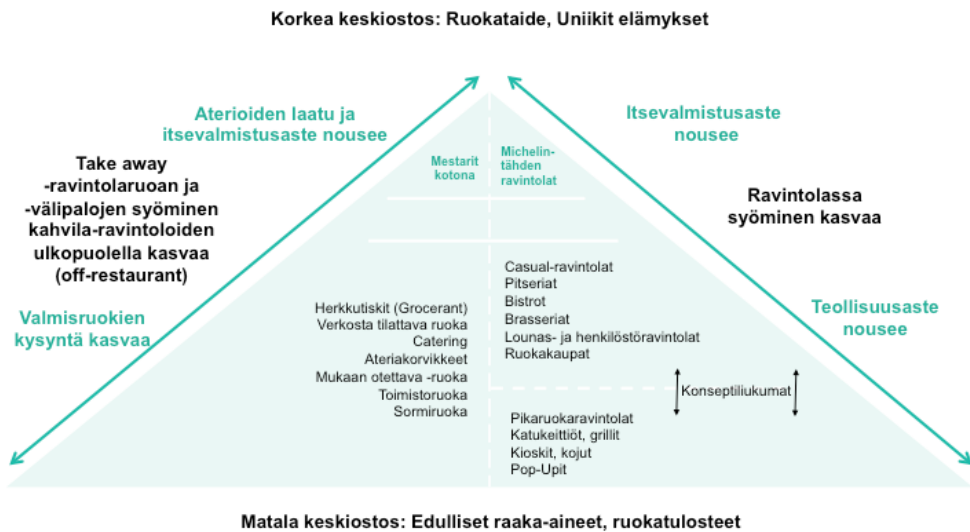 Korkea keskiostos: Ruokataide, Uniikit elämykset
Aterioiden laatu ja
itsevalmistusaste nousee
Itsevalmistusaste
nousee
Take away
-ravintolaruoan ja
-välipalojen syöminen
kahvila-ravintoloiden
ulkopuolella kasvaa
(off-restaurant)
Mestarit
kotona
Michelin-
tähden
ravintolat
Ravintolassa
syöminen kasvaa
Valmisruokien
kysyntä kasvaa
Teollisuusaste
nousee
Herkkutiskit (Grocerant)
Verkosta tilattava ruoka
Catering
Ateriakorvikkeet
Mukaan otettava -ruoka
Toimistoruoka
Sormiruoka
Casual-ravintolat
Pitseriat
Bistrot
Brasseriat
Lounas- ja henkilöstöravintolat
Ruokakaupat
Konseptiliukumat
Pikaruokaravintolat
Katukeittiöt, grillit
Kioskit, kojut
Pop-Upit
Matala keskiostos: Edulliset raaka-aineet, ruokatulosteet